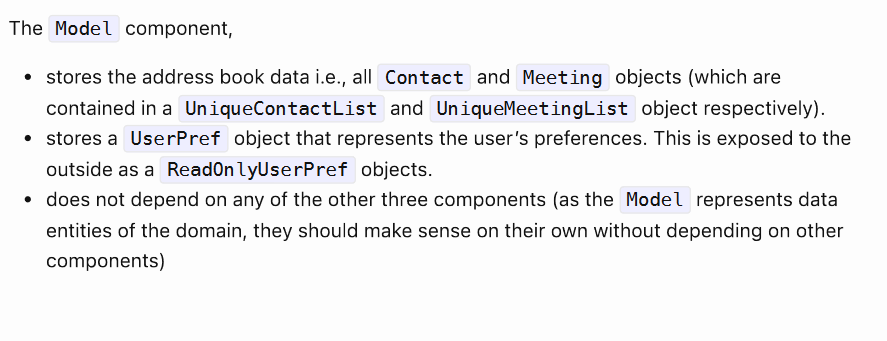 The Model component,
• stores the address book data i.e., all Contact and Meeting objects (which are
contained in a UniqueContactList and UniqueMeetingList object respectively).
• stores a UserPref object that represents the user’s preferences. This is exposed to the
outside as a ReadOnlyUserPref objects.
• does not depend on any of the other three components (as the Model represents data
entities of the domain, they should make sense on their own without depending on other
components)